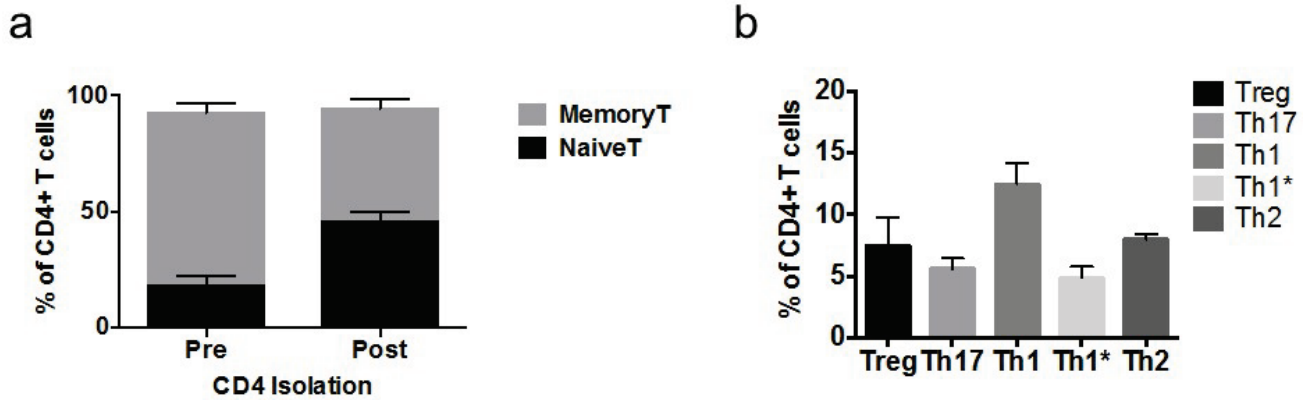 a
% of CD4+ T cells
100
50
0
Pre Post
CD4 Isolation
MemoryT
NaiveT
b
% of CD4+ T cells
20
15
10
5
0
Treg Th17 Th1 Th1* Th2
Treg
Th17
Th1
Th1*
Th2